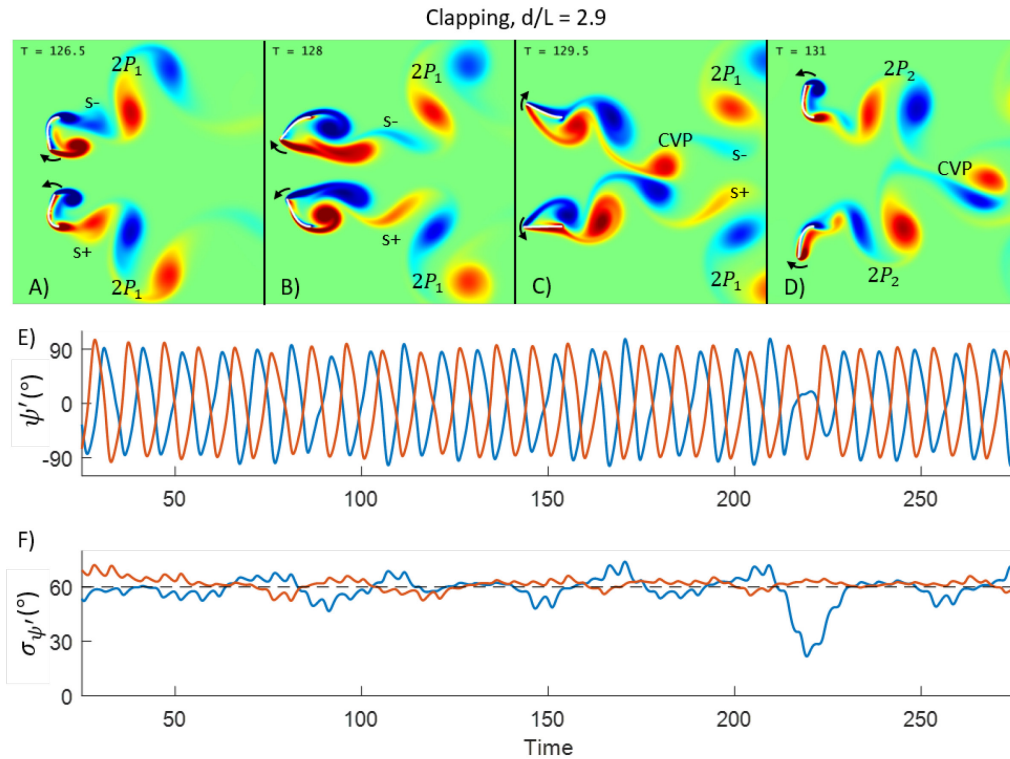 Clapping, d/L = 2.9
T = 126.5
T = 128
T = 129.5
T = 131
2P₁
2P₁
2P₁
2P₂
s-
s-
CVP
s-
CVP
s+
s+
s+
2P₁
2P₁
2P₁
2P₂
A)
B)
C)
D)
E)
ψ′(°)
90
0
-90
50
100
150
200
250
F)
σψ′(°)
60
30
0
50
100
150
200
250
Time